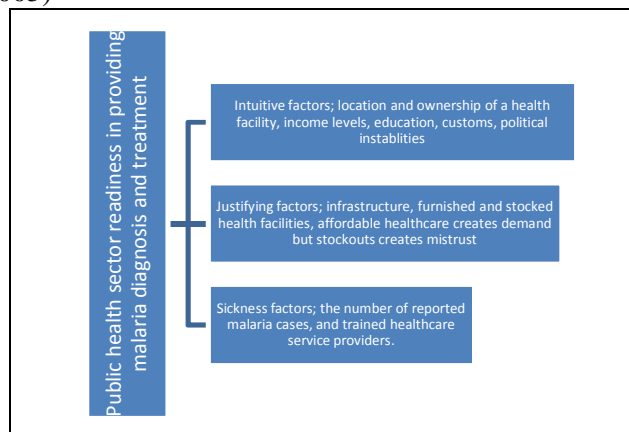 005)
Public health sector readiness in providing
malaria diagnosis and treatment
Intuitive factors; location and ownership of a health
facility, income levels, education, customs, political
instablities
Justifying factors; infrastructure, furnished and stocked
health facilities, affordable healthcare creates demand
but stockouts creates mistrust
Sickness factors; the number of reported
malaria cases, and trained healthcare
service providers.